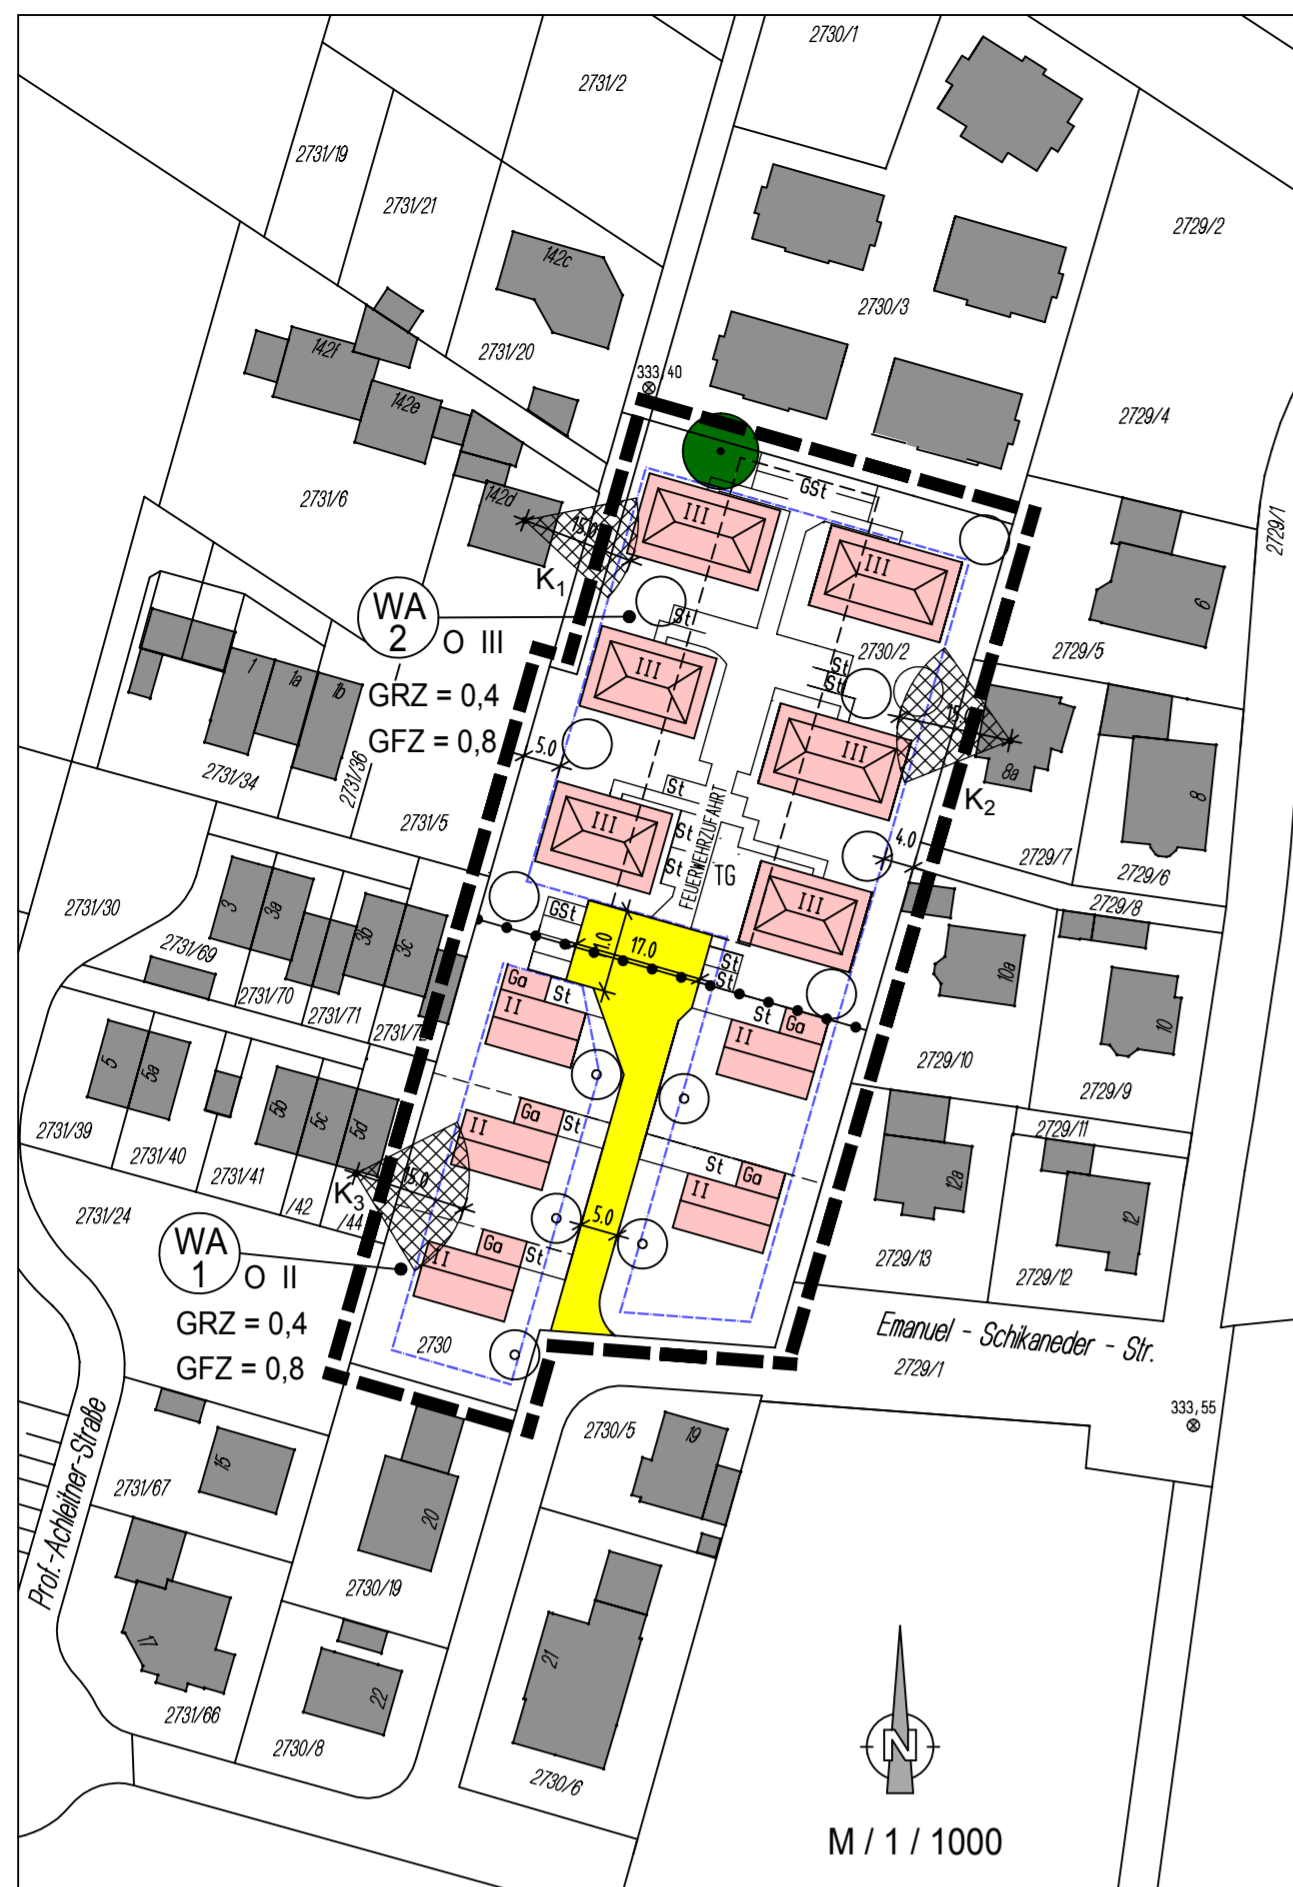 2730/1
2731/2
2731/19
2731/21
2729/2
142c
2730/3
2731/20
142f
333,40
142e
2729/4
GSt
2731/6
142d
III
15.0
2729/1
K1
III
WA
2
O III
St
6
2730/2
2729/5
1
1a
1b
III
St
St
GRZ = 0,4
GFZ = 0,8
5.0
15.0
III
8a
8
2731/34
2731/36
2731/5
St
K2
III
FEUERWEHRZUFAHRT
St
4.0
St
TG
2729/7
2729/6
3
3a
2731/30
III
2729/8
GSt
3b
3c
2731/69
17.0
St
St
10a
Ga
St
2731/70
2731/71
II
St
Ga
10
5
5a
II
2729/10
2729/9
5b
5c
5d
Ga
St
2731/39
2731/40
2731/41
II
2729/11
K3
15.0
St
Ga
12a
II
12
/42
/44
2731/24
5.0
WA
1
O II
Ga
St
II
2729/13
2729/12
GRZ = 0,4
GFZ = 0,8
2730
Emanuel - Schikaneder - Str.
2729/1
333,55
Prof.-Achleitner-Straße
15
2730/5
19
2731/67
20
2730/19
17
21
22
2731/66
2730/8
2730/6
N
M / 1 / 1000